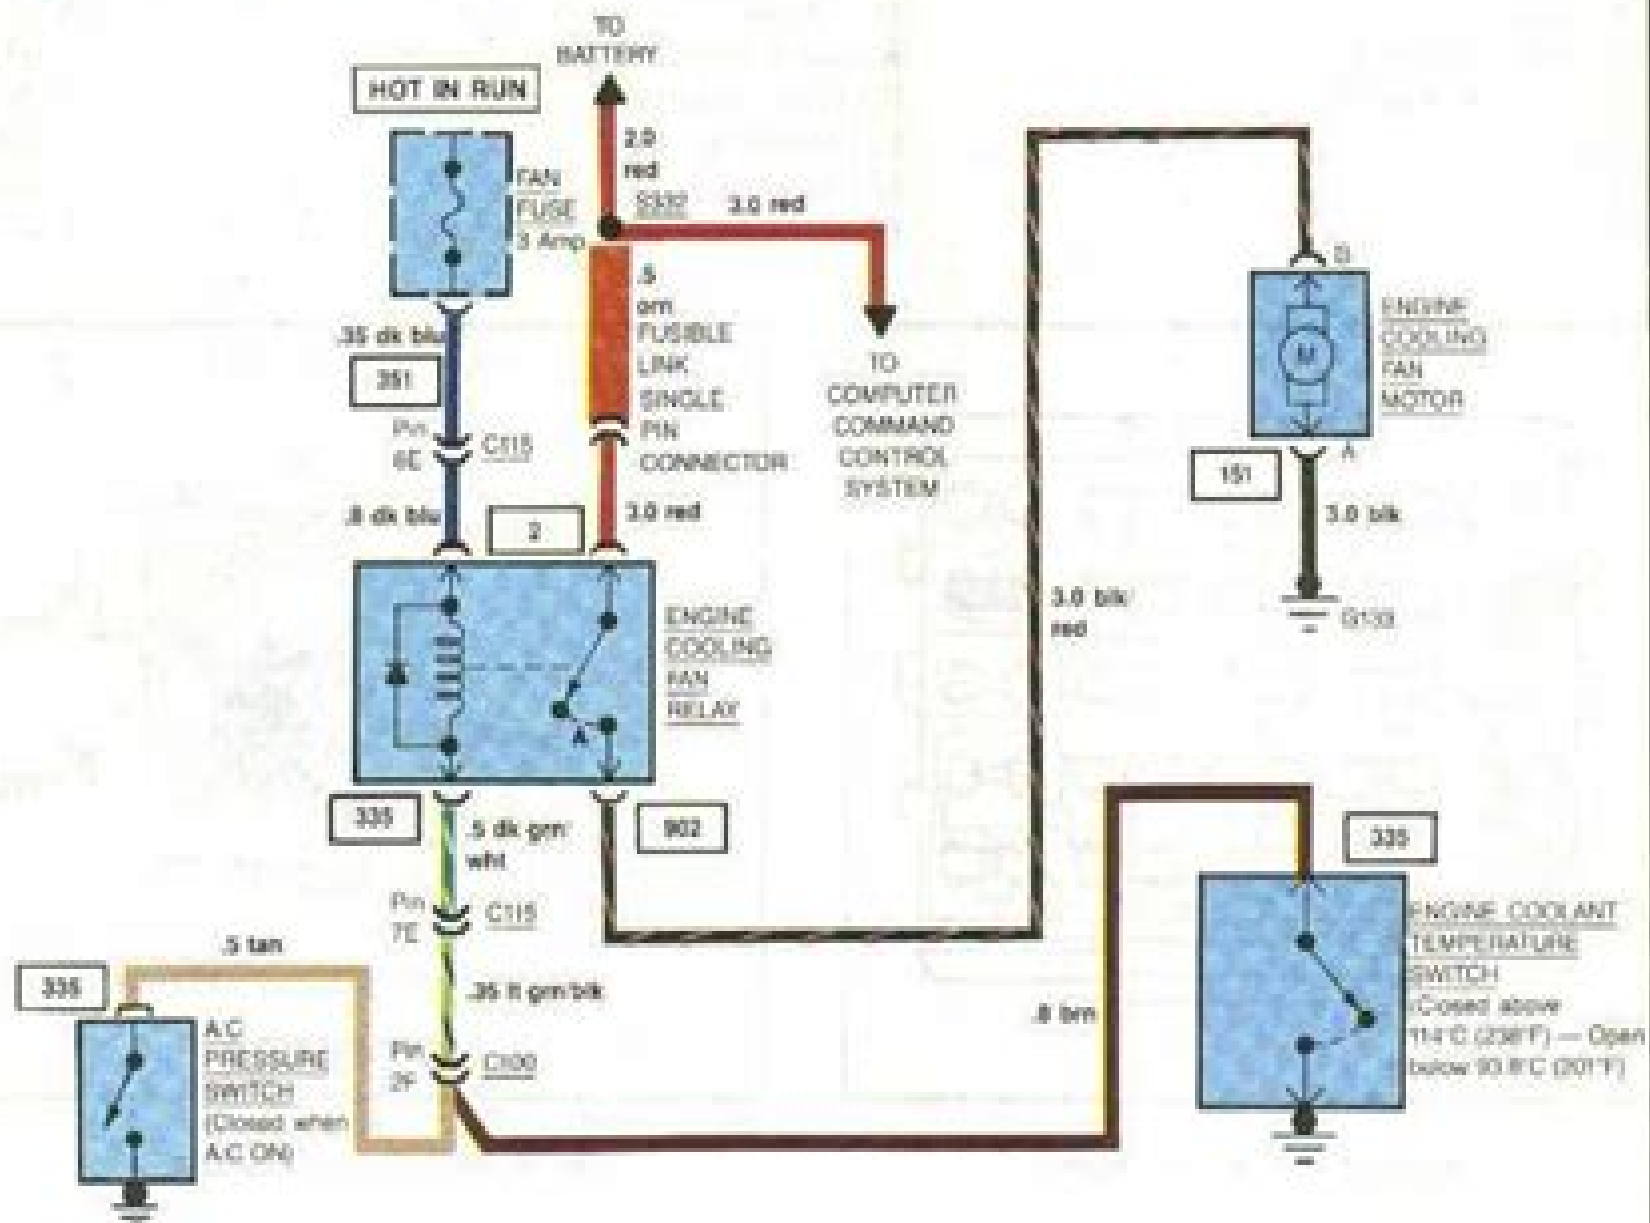 TO
BATTERY
HOT IN RUN
2.0
red
FAN
FUSE
3 Amp
S332
3.0 red
.5
orn
FUSIBLE
LINK
SINGLE
PIN
CONNECTOR
.35 dk blu
351
Pin
6E
C115
.8 dk blu
2
3.0 red
TO
COMPUTER
COMMAND
CONTROL
SYSTEM
ENGINE
COOLING
FAN
RELAY
A
335
.5 dk grn/
wht
902
Pin
7E
C115
.35 lt grn/blk
Pin
2F
C100
.5 tan
335
A/C
PRESSURE
SWITCH
(Closed when
A/C ON)
3.0 blk/
red
B
ENGINE
COOLING
FAN
MOTOR
M
A
151
3.0 blk
G133
.8 brn
335
ENGINE COOLANT
TEMPERATURE
SWITCH
(Closed above
114°C (238°F) — Open
below 93.8°C (201°F)